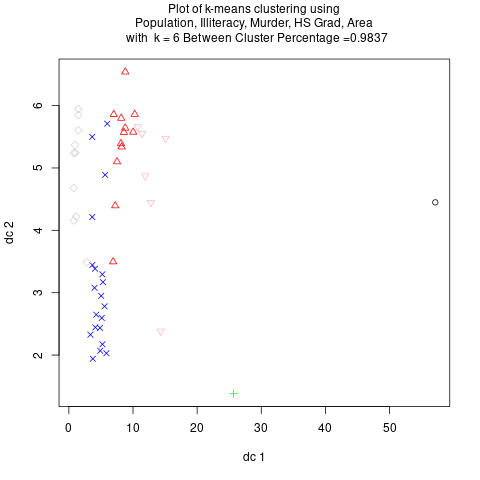 Plot of k-means clustering using
Population, Illiteracy, Murder, HS Grad, Area
with k = 6 Between Cluster Percentage =0.9837
6
5
4
3
2
dc 2
0 10 20 30 40 50
dc 1